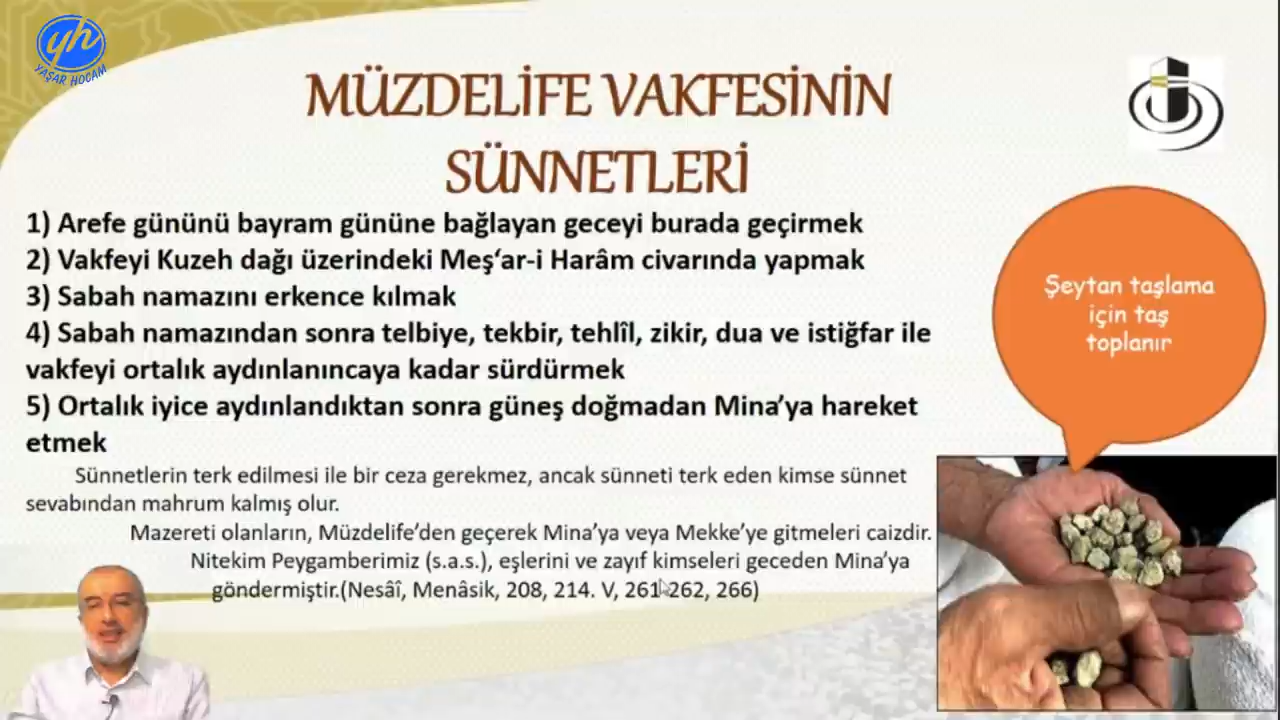 yh
YAŞAR HOCAM
MÜZDELİFE VAKFESİNİN
SÜNNETLERİ
1) Arefe gününü bayram gününe bağlayan geceyi burada geçirmek
2) Vakfeyi Kuzeh dağı üzerindeki Meş‘ar-i Harâm civarında yapmak
3) Sabah namazını erkence kılmak
4) Sabah namazından sonra telbiye, tekbir, tehlîl, zikir, dua ve istiğfar ile
vakfeyi ortalık aydınlanıncaya kadar sürdürmek
5) Ortalık iyice aydınlandıktan sonra güneş doğmadan Mina’ya hareket
etmek
Sünnetlerin terk edilmesi ile bir ceza gerekmez, ancak sünneti terk eden kimse sünnet
sevabından mahrum kalmış olur.
Mazereti olanların, Müzdelife’den geçerek Mina’ya veya Mekke’ye gitmeleri caizdir.
Nitekim Peygamberimiz (s.a.s.), eşlerini ve zayıf kimseleri geceden Mina’ya
göndermiştir.(Nesâî, Menâsik, 208, 214. V, 261-262, 266)
Şeytan taşlama
için taş
toplanır